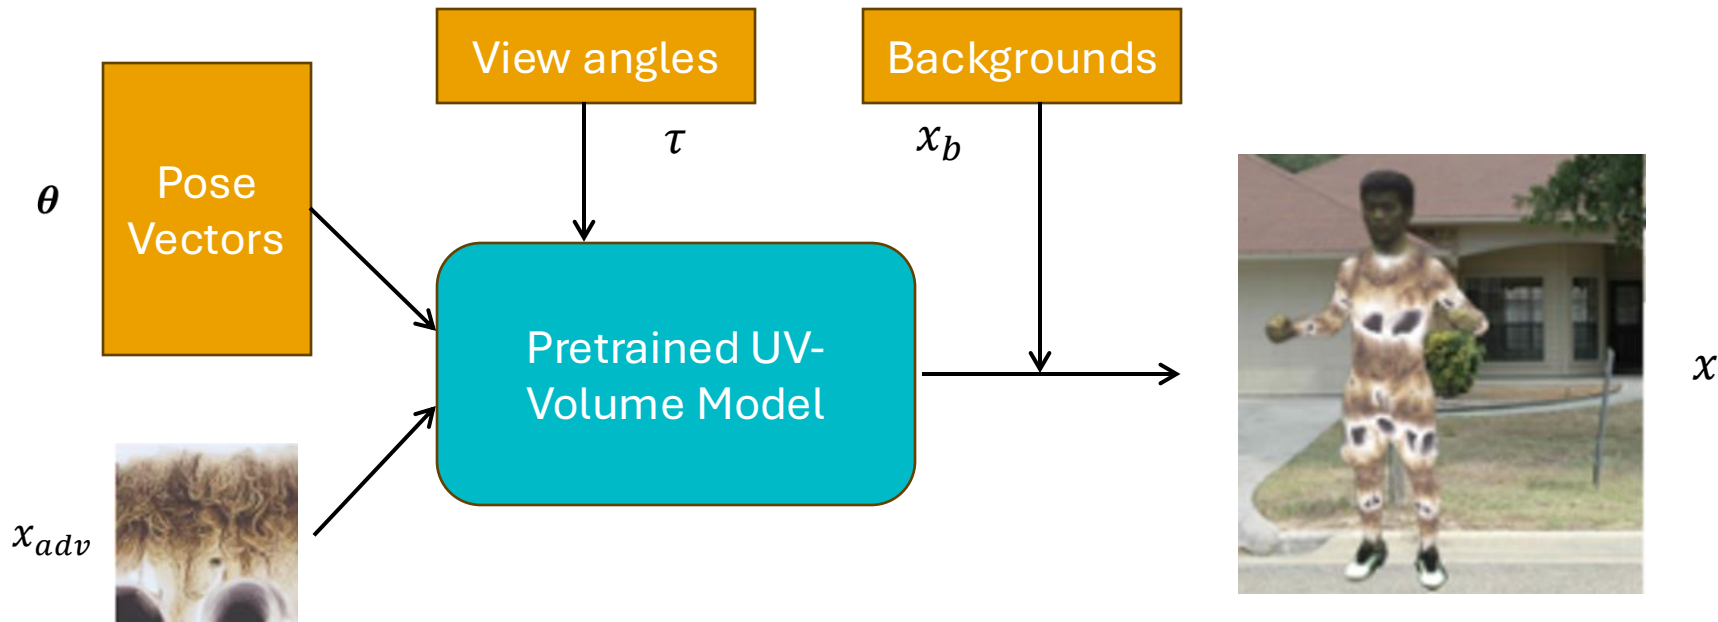 View angles
Backgrounds
τ
x_b
θ
Pose
Vectors
Pretrained UV-
Volume Model
x
x_adv